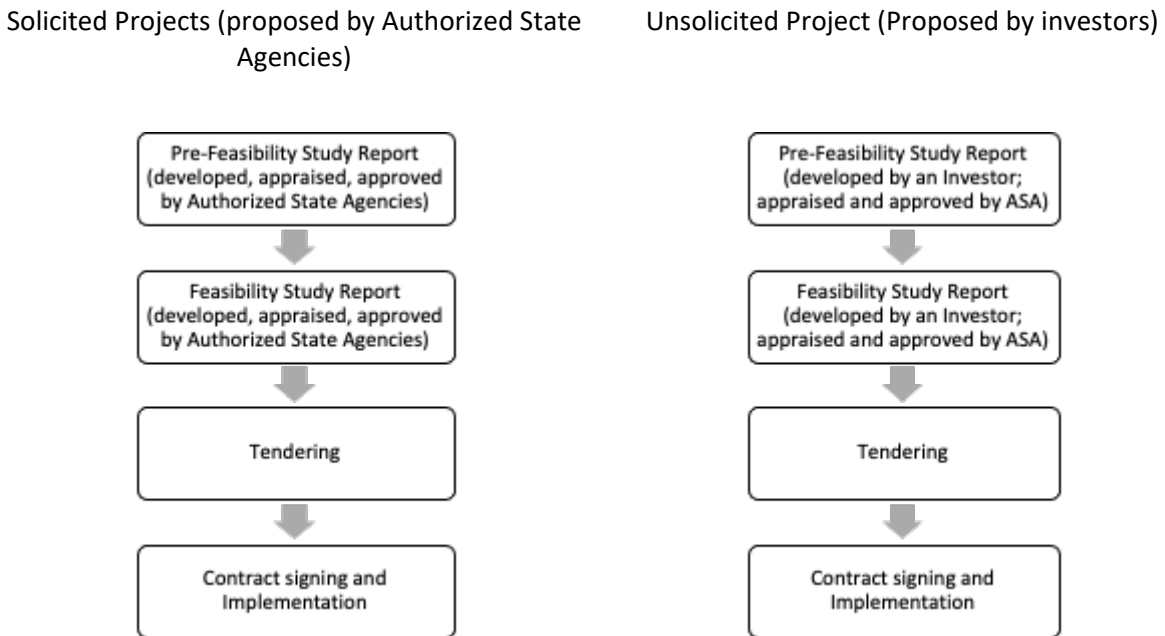 Solicited Projects (proposed by Authorized State
Agencies)
Unsolicited Project (Proposed by investors)
Pre-Feasibility Study Report
(developed, appraised, approved
by Authorized State Agencies)
Feasibility Study Report
(developed, appraised, approved
by Authorized State Agencies)
Tendering
Contract signing and
Implementation
Pre-Feasibility Study Report
(developed by an Investor;
appraised and approved by ASA)
Feasibility Study Report
(developed by an Investor;
appraised and approved by ASA)
Tendering
Contract signing and
Implementation